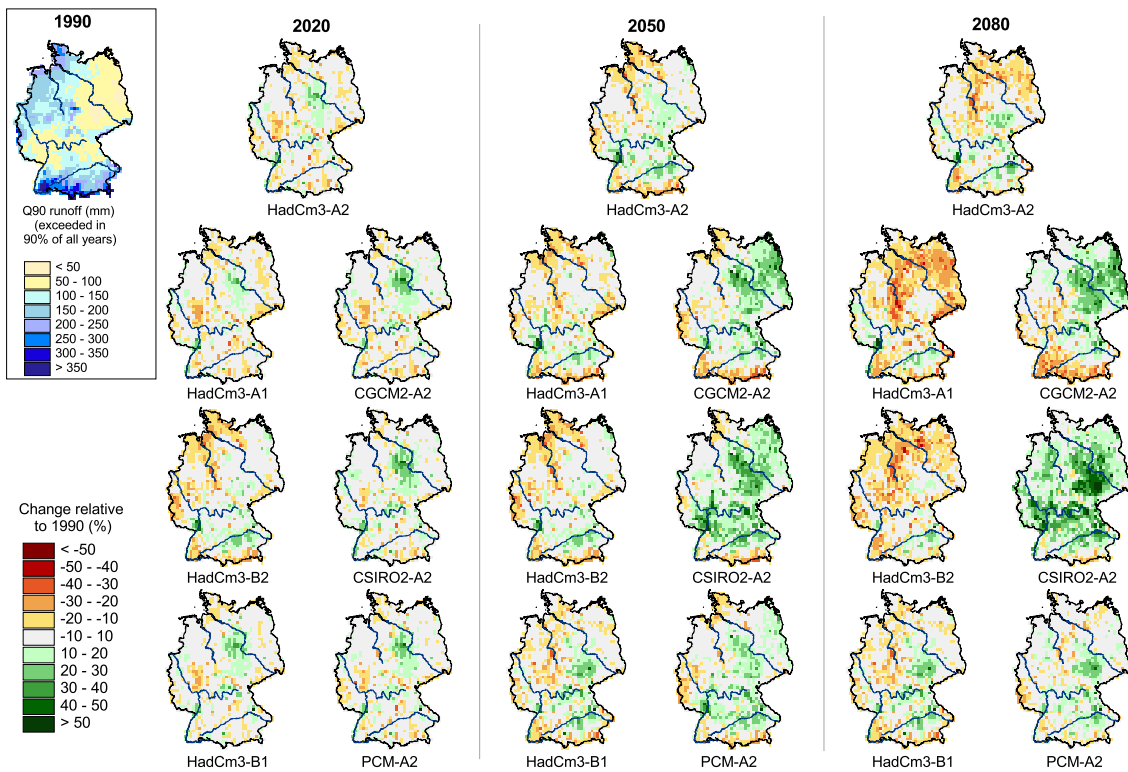 1990
2020
2050
2080
Q90 runoff (mm)
(exceeded in
90% of all years)
< 50
50 - 100
100 - 150
150 - 200
200 - 250
250 - 300
300 - 350
> 350
HadCm3-A2
HadCm3-A2
HadCm3-A2
HadCm3-A1
CGCM2-A2
HadCm3-A1
CGCM2-A2
HadCm3-A1
CGCM2-A2
HadCm3-B2
CSIRO2-A2
HadCm3-B2
CSIRO2-A2
HadCm3-B2
CSIRO2-A2
Change relative
to 1990 (%)
< -50
-50 - -40
-40 - -30
-30 - -20
-20 - -10
-10 - 10
10 - 20
20 - 30
30 - 40
40 - 50
> 50
HadCm3-B1
PCM-A2
HadCm3-B1
PCM-A2
HadCm3-B1
PCM-A2